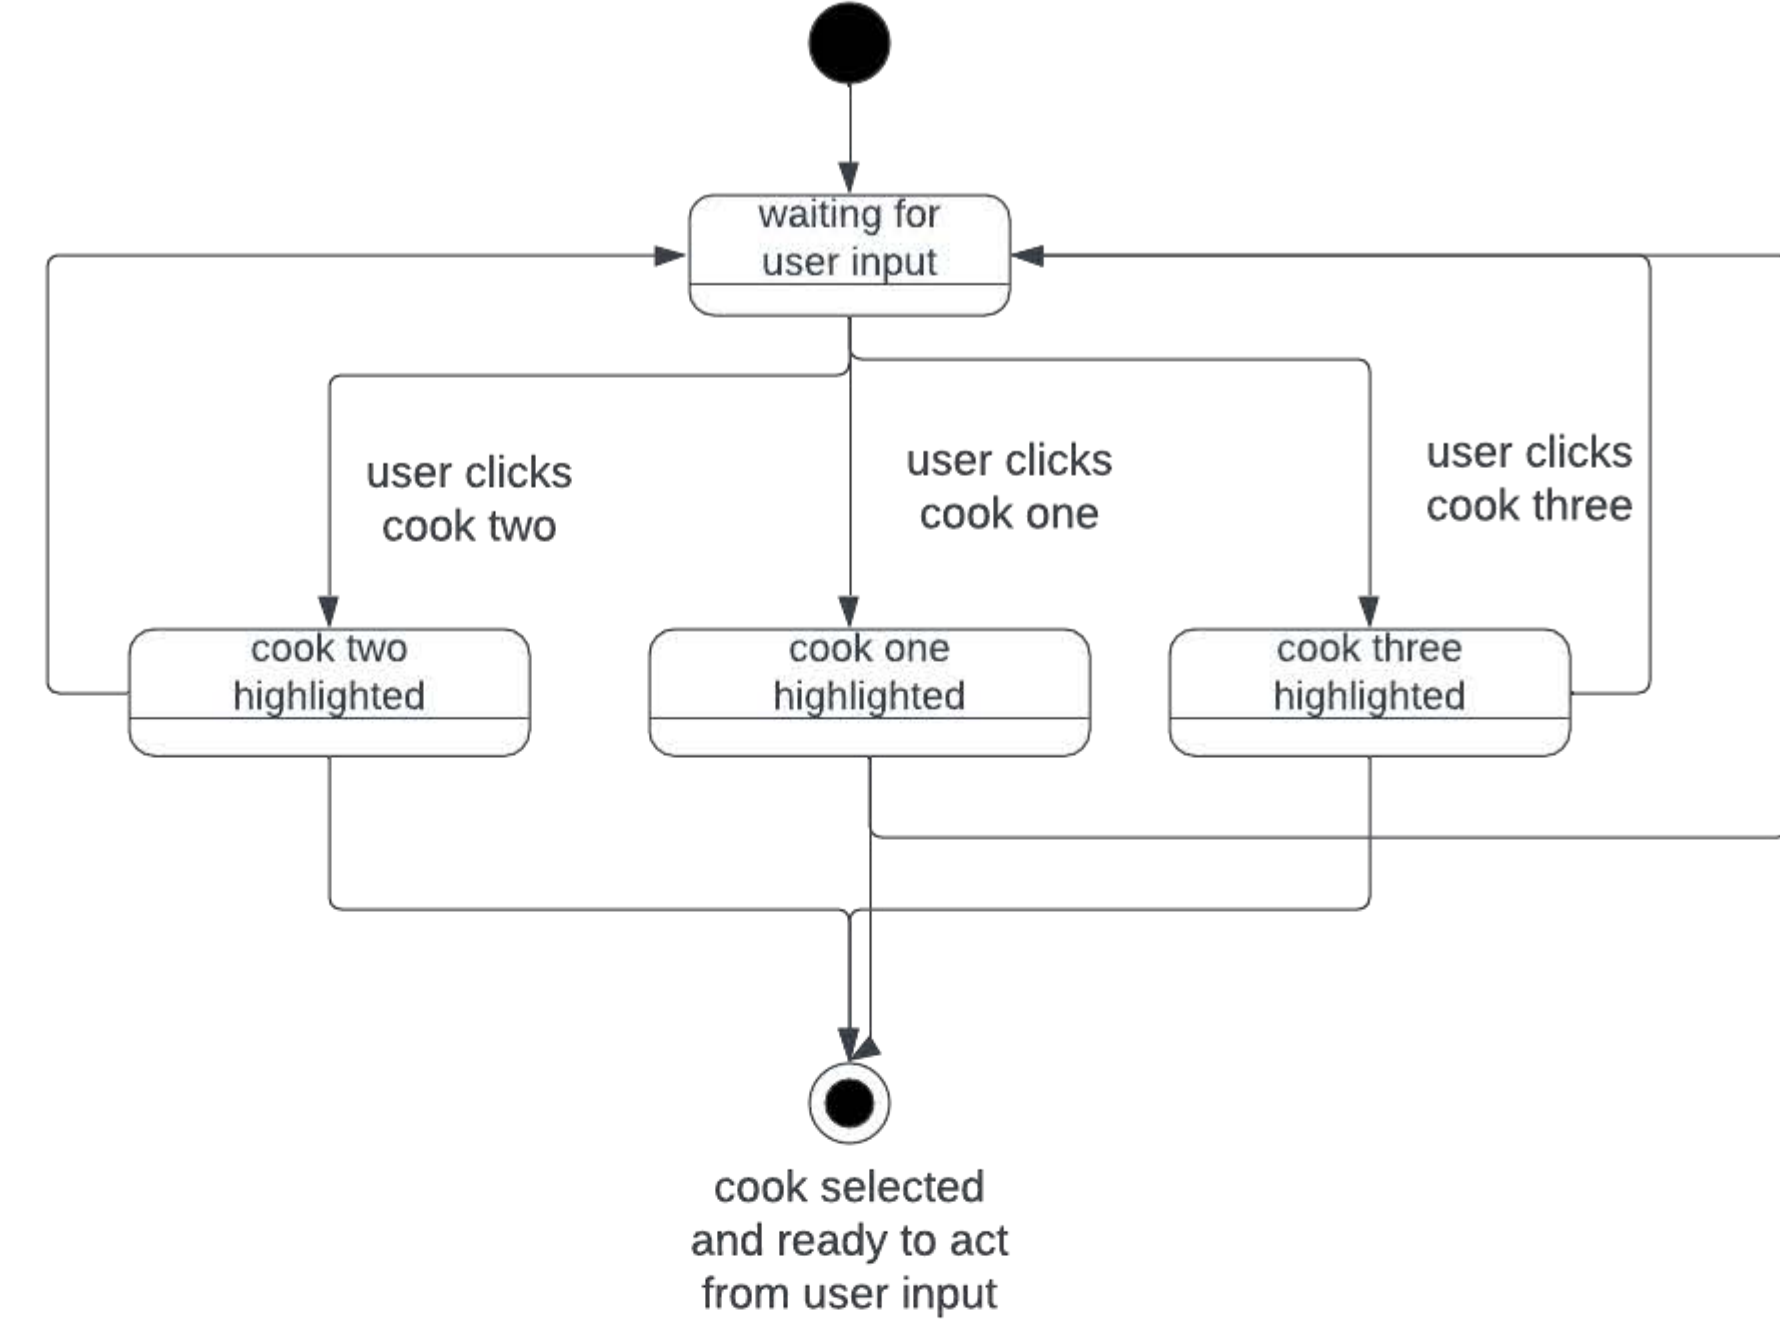 waiting for
user input
user clicks
cook two
user clicks
cook one
user clicks
cook three
cook two
highlighted
cook one
highlighted
cook three
highlighted
cook selected
and ready to act
from user input